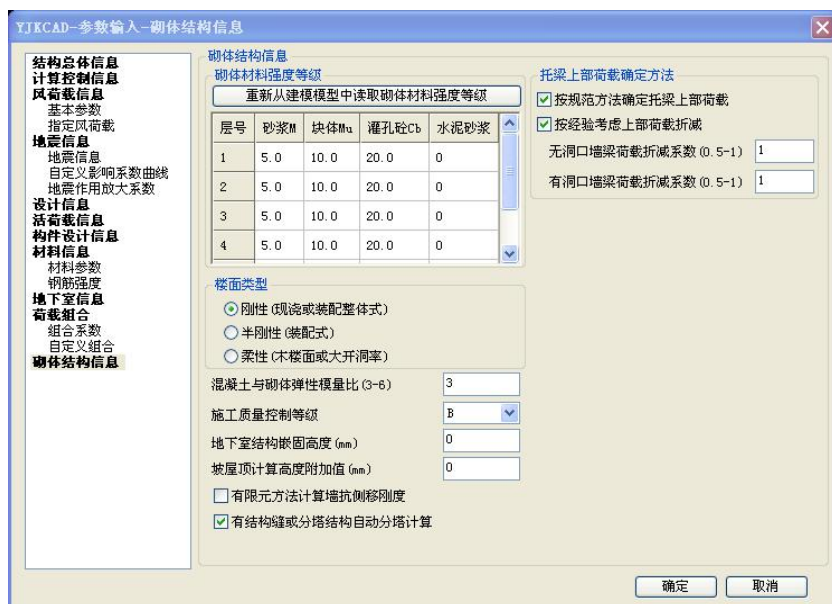 YJKCAD-参数输入-砌体结构信息
结构总体信息
计算控制信息
风荷载信息
基本参数
指定风荷载
地震信息
地震信息
自定义影响系数曲线
地震作用放大系数
设计信息
活荷载信息
构件设计信息
材料信息
材料参数
钢筋强度
地下室信息
荷载组合
组合系数
自定义组合
砌体结构信息
砌体结构信息
砌体材料强度等级
重新从建模模型中读取砌体材料强度等级
层号 砂浆M 块体Mu 灌孔砼Cb 水泥砂浆
1 5.0 10.0 20.0 0
2 5.0 10.0 20.0 0
3 5.0 10.0 20.0 0
4 5.0 10.0 20.0 0
楼面类型
刚性(现浇或装配整体式)
半刚性(装配式)
柔性(木楼面或大开洞率)
混凝土与砌体弹性模量比(3-6) 3
施工质量控制等级 B
地下室结构嵌固高度(mm) 0
坡屋顶计算高度附加值(mm) 0
有限元方法计算墙抗侧移刚度
有结构缝或分塔结构自动分塔计算
托梁上部荷载确定方法
按规范方法确定托梁上部荷载
按经验考虑上部荷载折减
无洞口墙梁荷载折减系数(0.5-1) 1
有洞口墙梁荷载折减系数(0.5-1) 1
确定 取消